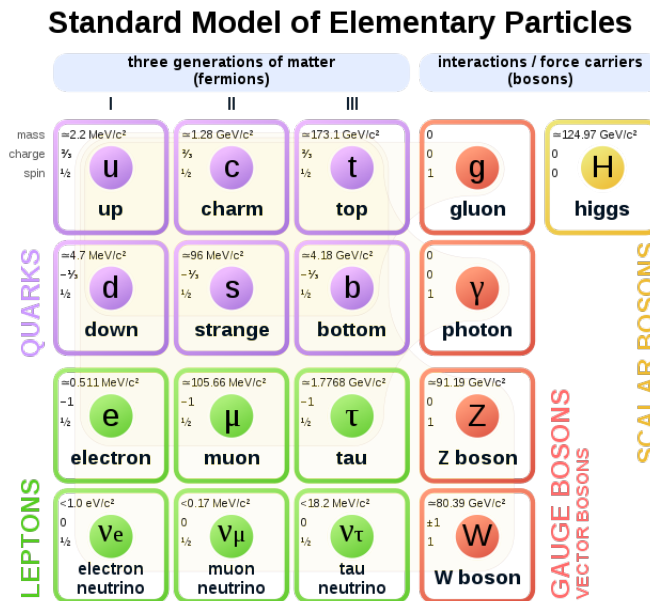 Standard Model of Elementary Particles
three generations of matter
(fermions)
interactions / force carriers
(bosons)
I
II
III
mass
charge
spin
≃2.2 MeV/c²
⅔
½
u
up
≃1.28 GeV/c²
⅔
½
c
charm
≃173.1 GeV/c²
⅔
½
t
top
0
0
1
g
gluon
≃124.97 GeV/c²
0
0
H
higgs
QUARKS
≃4.7 MeV/c²
−⅓
½
d
down
≃96 MeV/c²
−⅓
½
s
strange
≃4.18 GeV/c²
−⅓
½
b
bottom
0
0
1
γ
photon
SCALAR BOSONS
LEPTONS
≃0.511 MeV/c²
−1
½
e
electron
≃105.66 MeV/c²
−1
½
μ
muon
≃1.7768 GeV/c²
−1
½
τ
tau
≃91.19 GeV/c²
0
1
Z
Z boson
GAUGE BOSONS
VECTOR BOSONS
<1.0 eV/c²
0
½
νe
electron
neutrino
<0.17 MeV/c²
0
½
νμ
muon
neutrino
<18.2 MeV/c²
0
½
ντ
tau
neutrino
≃80.39 GeV/c²
±1
1
W
W boson